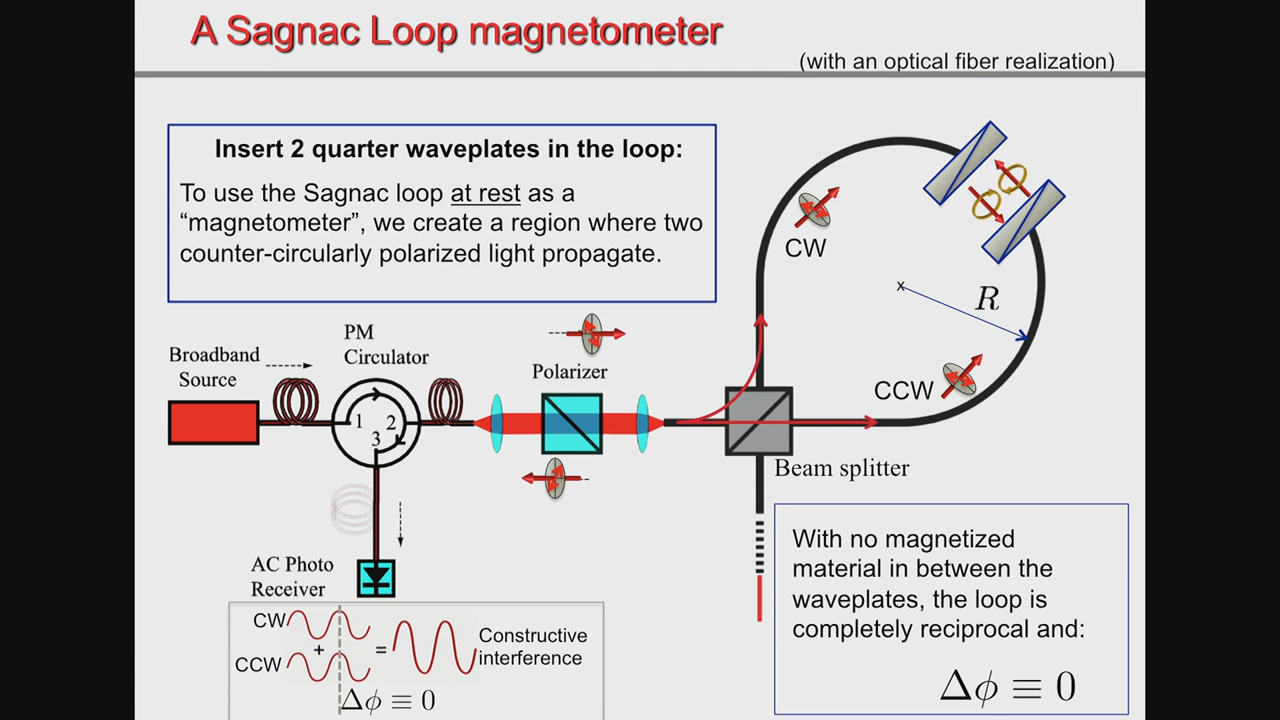 A Sagnac Loop magnetometer
(with an optical fiber realization)
Insert 2 quarter waveplates in the loop:
To use the Sagnac loop at rest as a
“magnetometer”, we create a region where two
counter-circularly polarized light propagate.
CW
x
R
CCW
PM
Circulator
Broadband
Source
1
2
3
Polarizer
Beam splitter
AC Photo
Receiver
CW
+
CCW
=
Constructive
interference
Δϕ ≡ 0
With no magnetized
material in between the
waveplates, the loop is
completely reciprocal and:
Δϕ ≡ 0